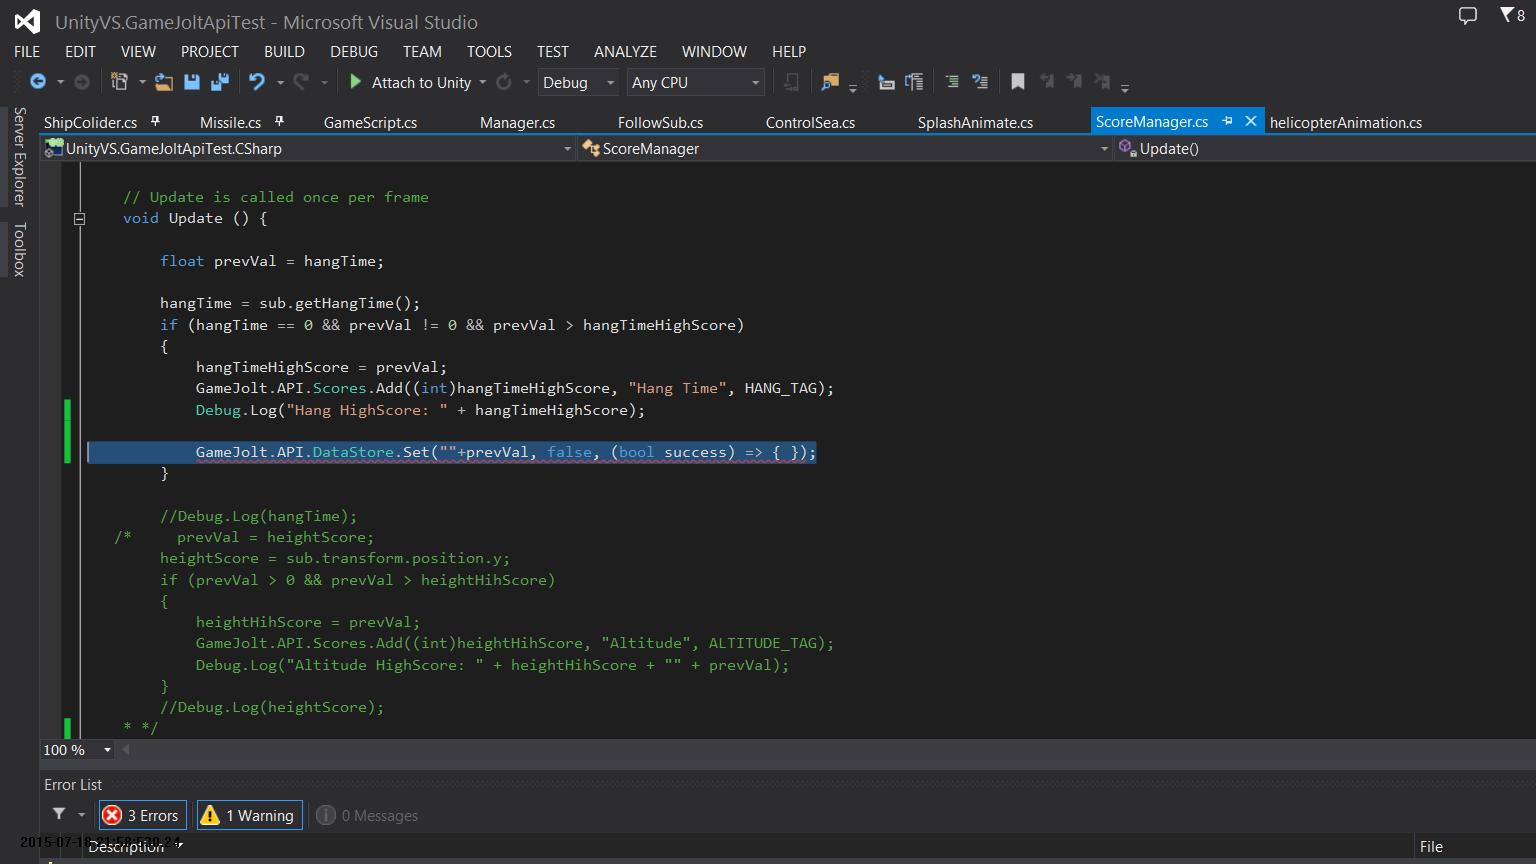 UnityVS.GameJoltApiTest - Microsoft Visual Studio
8
FILE EDIT VIEW PROJECT BUILD DEBUG TEAM TOOLS TEST ANALYZE WINDOW HELP
Attach to Unity Debug Any CPU
Server Explorer
Toolbox
ShipColider.cs Missile.cs GameScript.cs Manager.cs FollowSub.cs ControlSea.cs SplashAnimate.cs ScoreManager.cs helicopterAnimation.cs
UnityVS.GameJoltApiTest.CSharp ScoreManager Update()
// Update is called once per frame
void Update () {
float prevVal = hangTime;
hangTime = sub.getHangTime();
if (hangTime == 0 && prevVal != 0 && prevVal > hangTimeHighScore)
{
hangTimeHighScore = prevVal;
GameJolt.API.Scores.Add((int)hangTimeHighScore, "Hang Time", HANG_TAG);
Debug.Log("Hang HighScore: " + hangTimeHighScore);
GameJolt.API.DataStore.Set(""+prevVal, false, (bool success) => { });
}
//Debug.Log(hangTime);
/* prevVal = heightScore;
heightScore = sub.transform.position.y;
if (prevVal > 0 && prevVal > heightHihScore)
{
heightHihScore = prevVal;
GameJolt.API.Scores.Add((int)heightHihScore, "Altitude", ALTITUDE_TAG);
Debug.Log("Altitude HighScore: " + heightHihScore + "" + prevVal);
}
//Debug.Log(heightScore);
* */
100 %
Error List
3 Errors 1 Warning 0 Messages
Description File